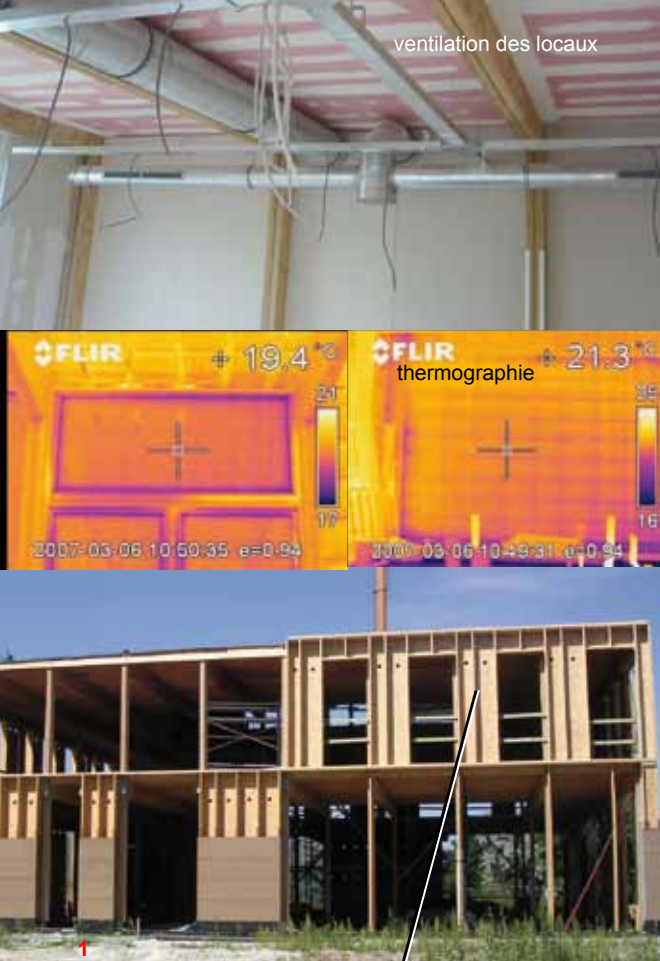 ventilation des locaux
FLIR
19.4 °C
21
17
2007-03-06 10:50:35 e=0.94
FLIR
21.3 °C
thermographie
25
16
2007-03-06 10:49:31 e=0.94
1